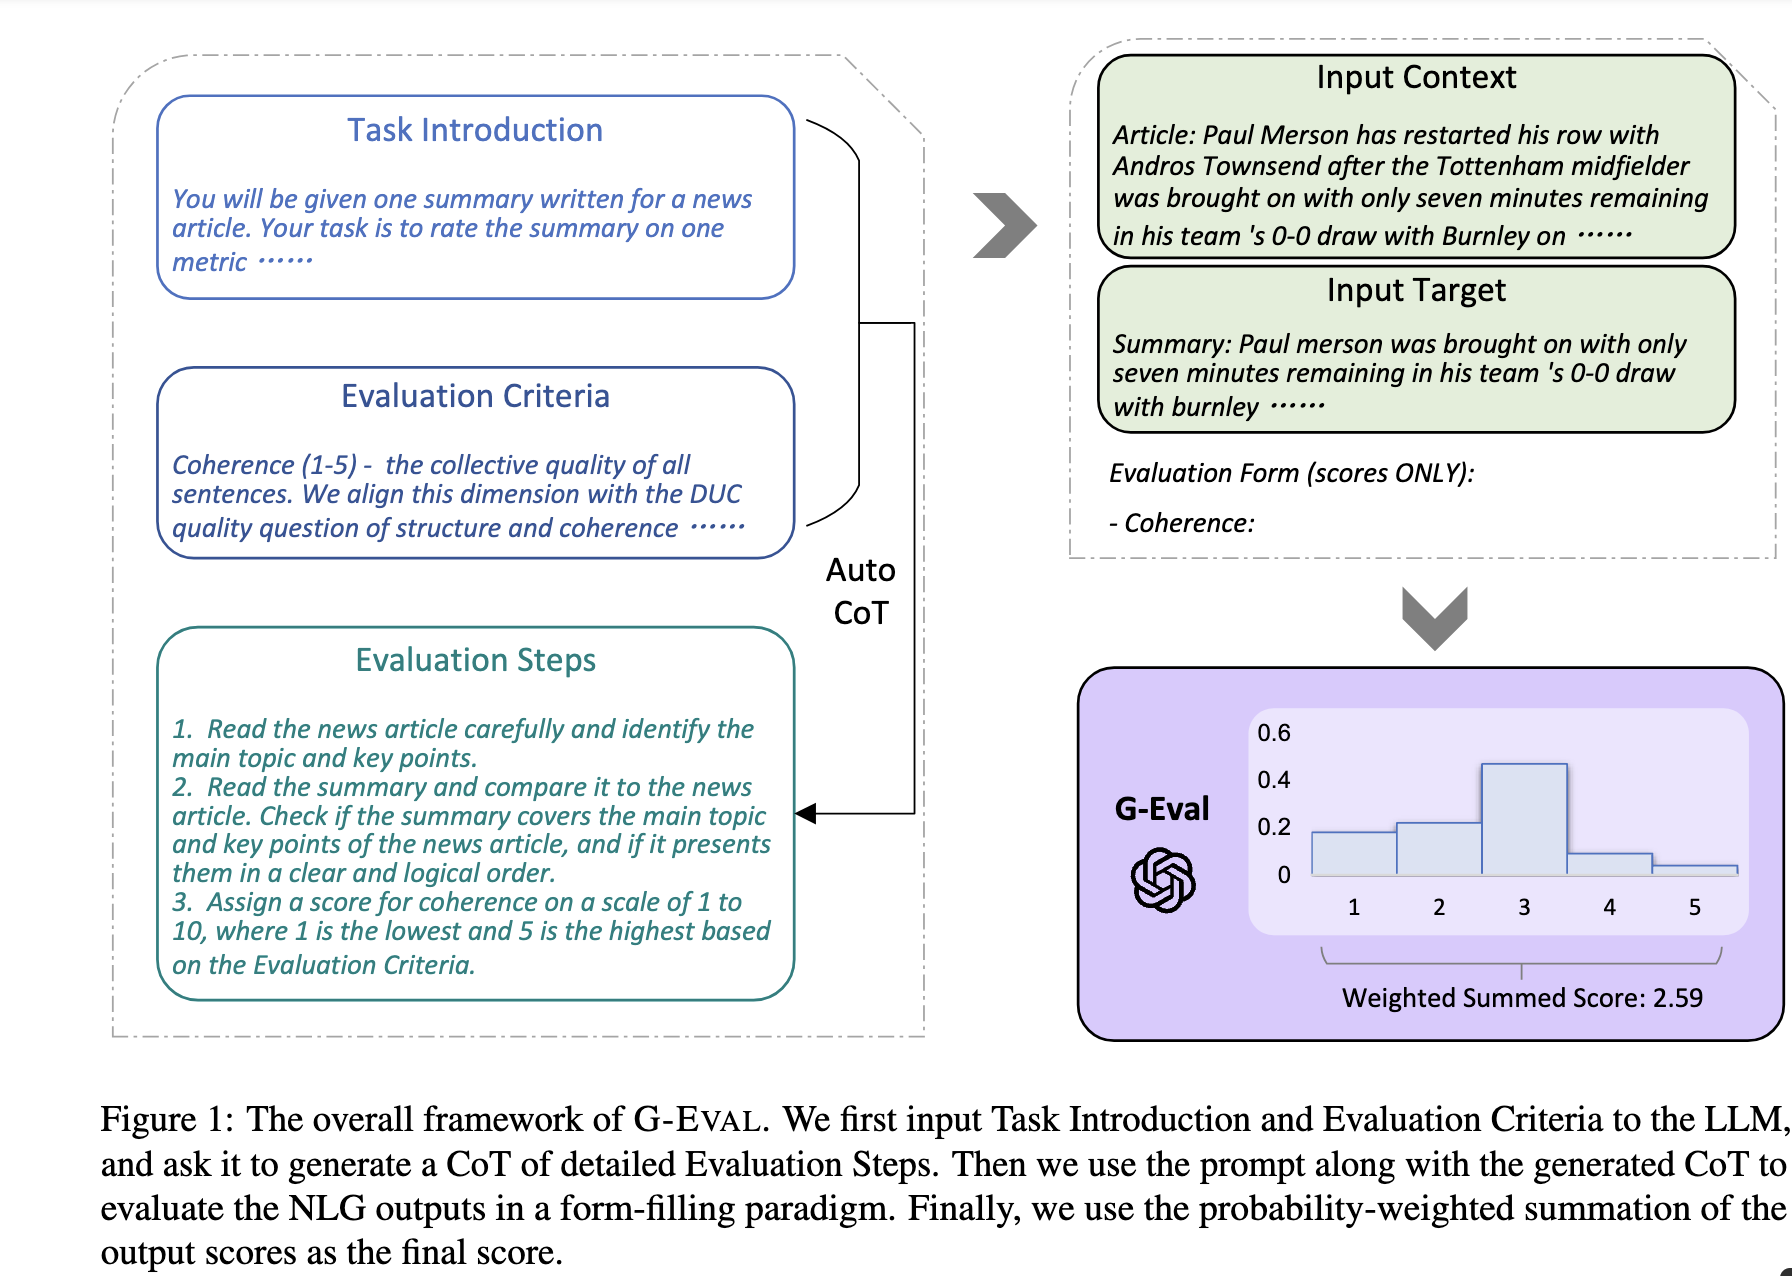 Task Introduction
You will be given one summary written for a news
article. Your task is to rate the summary on one
metric ······
Evaluation Criteria
Coherence (1-5) -  the collective quality of all
sentences. We align this dimension with the DUC
quality question of structure and coherence ······
Auto
CoT
Evaluation Steps
1.  Read the news article carefully and identify the
main topic and key points.
2.  Read the summary and compare it to the news
article. Check if the summary covers the main topic
and key points of the news article, and if it presents
them in a clear and logical order.
3.  Assign a score for coherence on a scale of 1 to
10, where 1 is the lowest and 5 is the highest based
on the Evaluation Criteria.
Input Context
Article: Paul Merson has restarted his row with
Andros Townsend after the Tottenham midfielder
was brought on with only seven minutes remaining
in his team 's 0-0 draw with Burnley on ······
Input Target
Summary: Paul merson was brought on with only
seven minutes remaining in his team 's 0-0 draw
with burnley ······
Evaluation Form (scores ONLY):
- Coherence:
G-Eval
0.6
0.4
0.2
0
1 2 3 4 5
Weighted Summed Score: 2.59
Figure 1: The overall framework of G-EVAL. We first input Task Introduction and Evaluation Criteria to the LLM,
and ask it to generate a CoT of detailed Evaluation Steps. Then we use the prompt along with the generated CoT to
evaluate the NLG outputs in a form-filling paradigm. Finally, we use the probability-weighted summation of the
output scores as the final score.